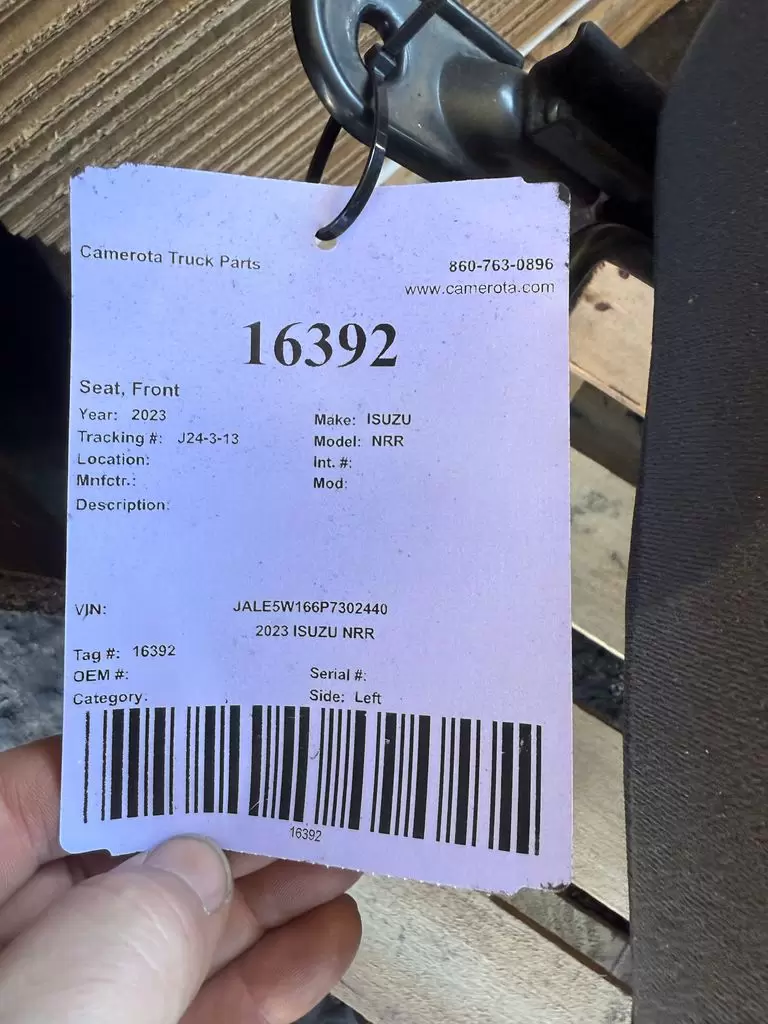 Camerota Truck Parts 860-763-0896
www.camerota.com
16392
Seat, Front
Year: 2023 Make: ISUZU
Tracking #: J24-3-13 Model: NRR
Location: Int. #:
Mnfctr.: Mod:
Description:
VIN: JALE5W166P7302440
2023 ISUZU NRR
Tag #: 16392
OEM #: Serial #:
Category: Side: Left
16392